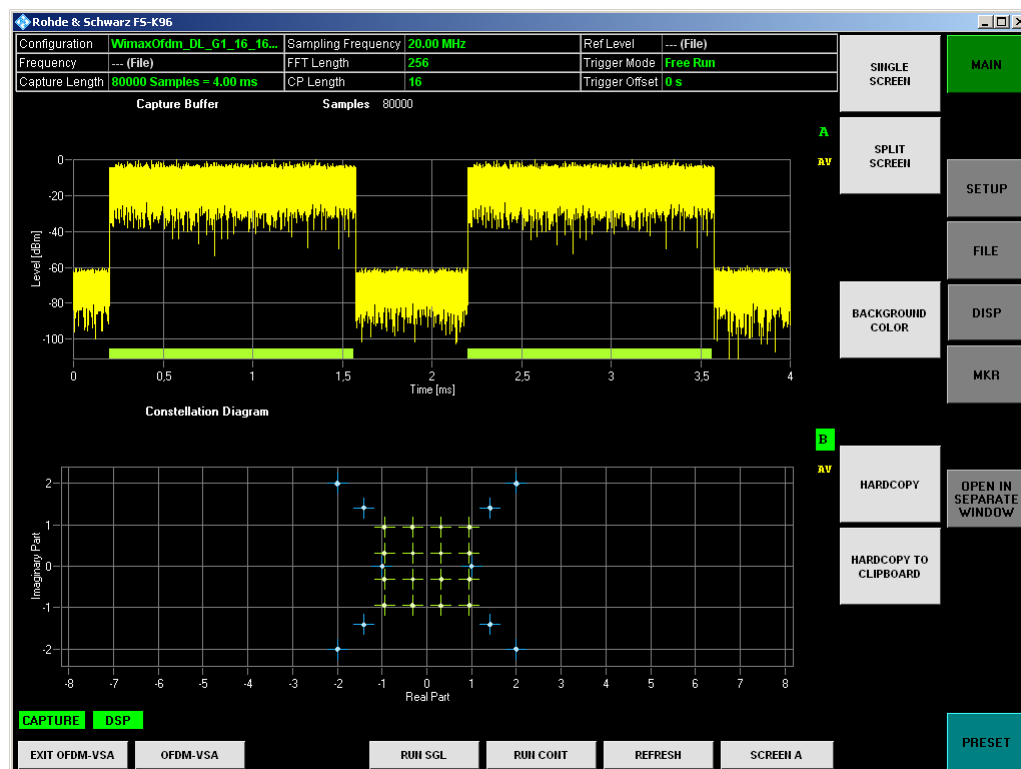 Rohde & Schwarz FS-K96
Configuration WimaxOfdm_DL_G1_16_16... Sampling Frequency 20.00 MHz Ref Level --- (File)
Frequency --- (File) FFT Length 256 Trigger Mode Free Run
Capture Length 80000 Samples = 4.00 ms CP Length 16 Trigger Offset 0 s
Capture Buffer Samples 80000
A
AV
0
-20
-40
-60
-80
-100
Level [dBm]
0 0,5 1 1,5 2 2,5 3 3,5 4
Time [ms]
Constellation Diagram
B
AV
2
1
0
-1
-2
Imaginary Part
-8 -7 -6 -5 -4 -3 -2 -1 0 1 2 3 4 5 6 7 8
Real Part
CAPTURE DSP
EXIT OFDM-VSA OFDM-VSA RUN SGL RUN CONT REFRESH SCREEN A
SINGLE
SCREEN
SPLIT
SCREEN
BACKGROUND
COLOR
HARDCOPY
HARDCOPY TO
CLIPBOARD
MAIN
SETUP
FILE
DISP
MKR
OPEN IN
SEPARATE
WINDOW
PRESET